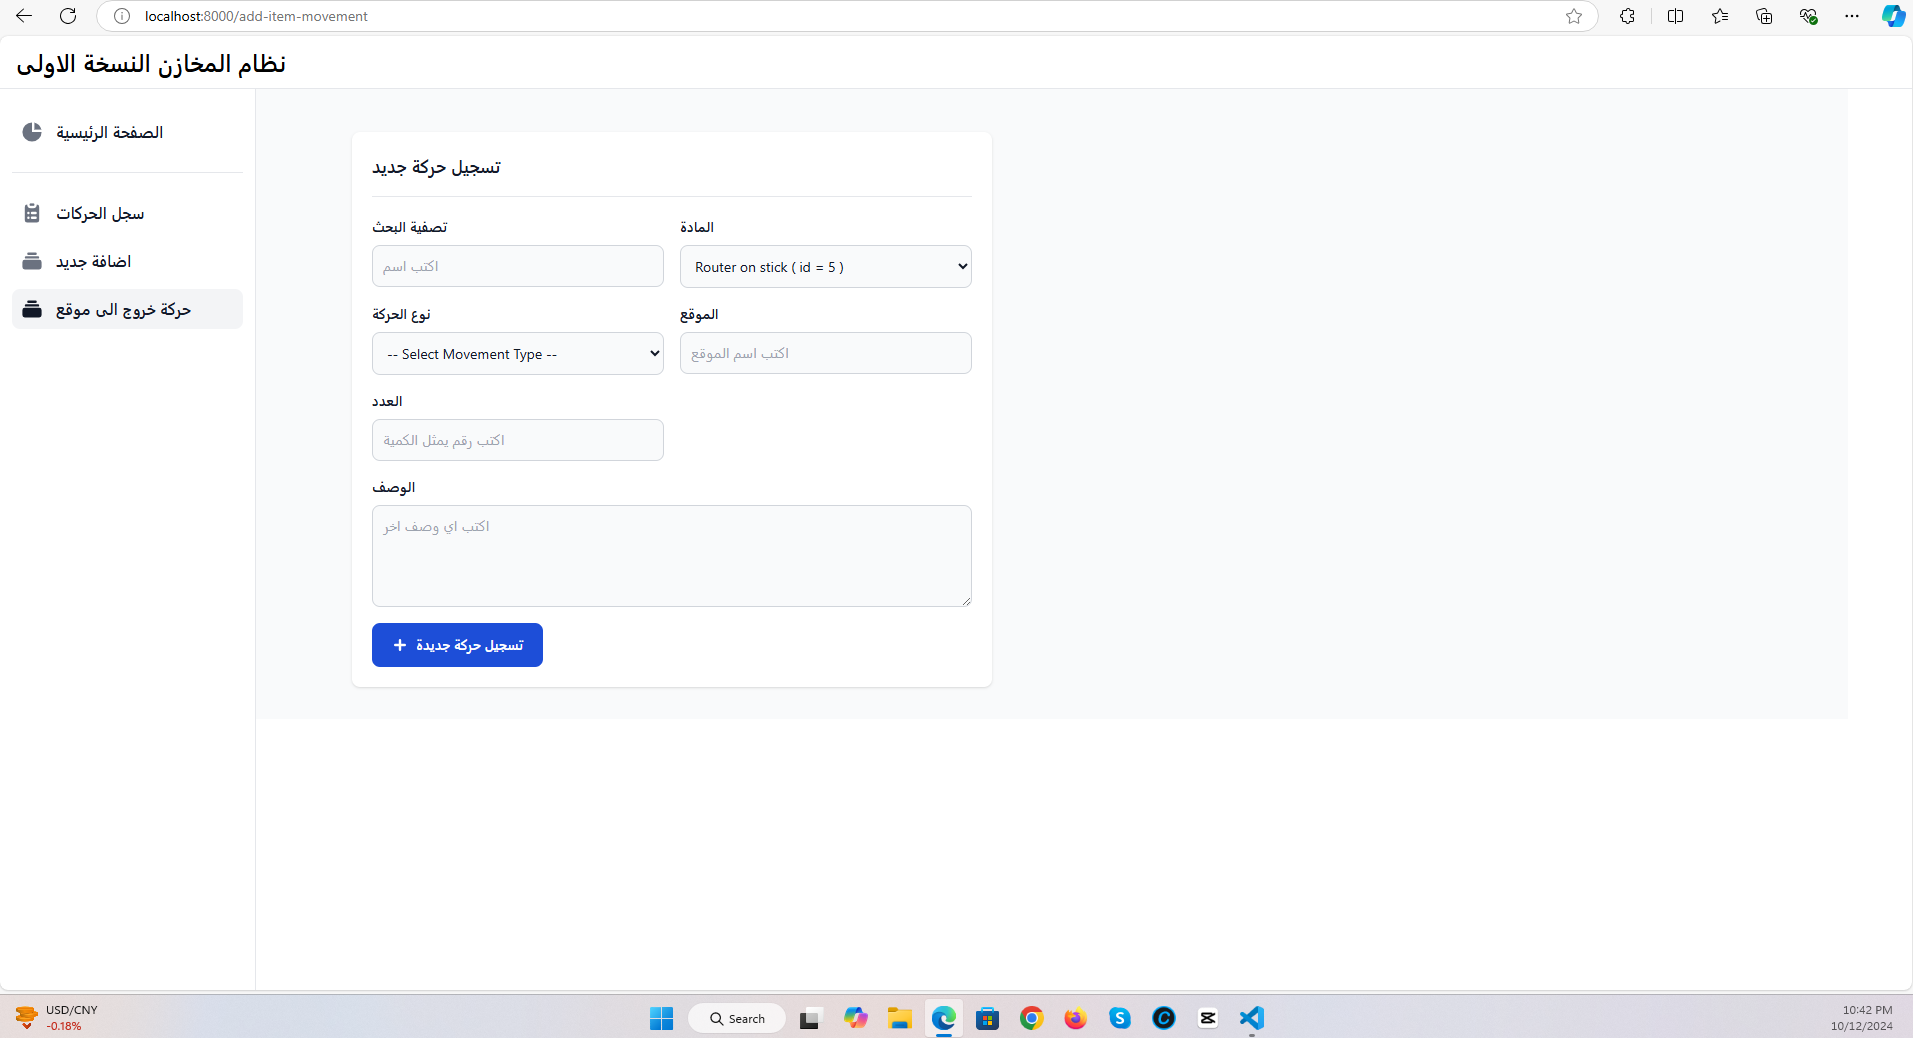 localhost:8000/add-item-movement
نظام المخازن النسخة الاولى
الصفحة الرئيسية
سجل الحركات
اضافة جديد
حركة خروج الى موقع
تسجيل حركة جديد
تصفية البحث
المادة
اكتب اسم
Router on stick ( id = 5 )
نوع الحركة
الموقع
-- Select Movement Type --
اكتب اسم الموقع
العدد
اكتب رقم يمثل الكمية
الوصف
اكتب اي وصف اخر
تسجيل حركة جديدة
USD/CNY
-0.18%
Search
10:42 PM
10/12/2024